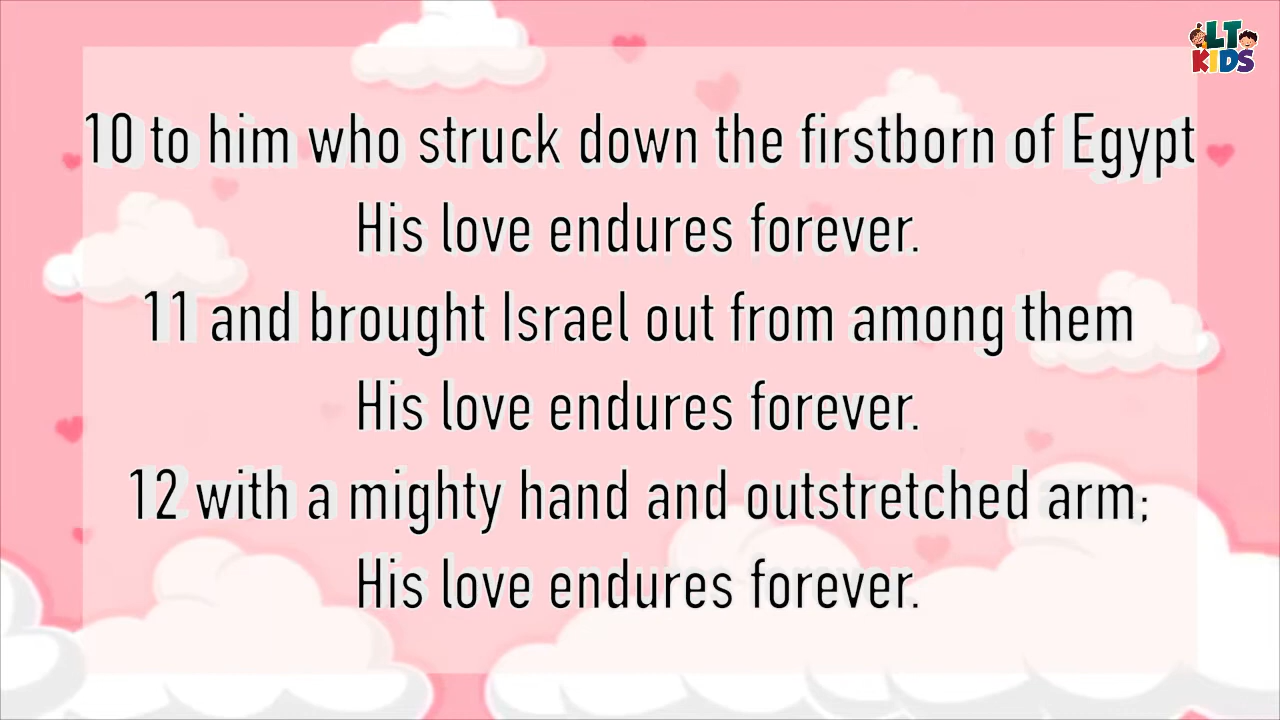 LT
KIDS
10 to him who struck down the firstborn of Egypt
His love endures forever.
11 and brought Israel out from among them
His love endures forever.
12 with a mighty hand and outstretched arm;
His love endures forever.